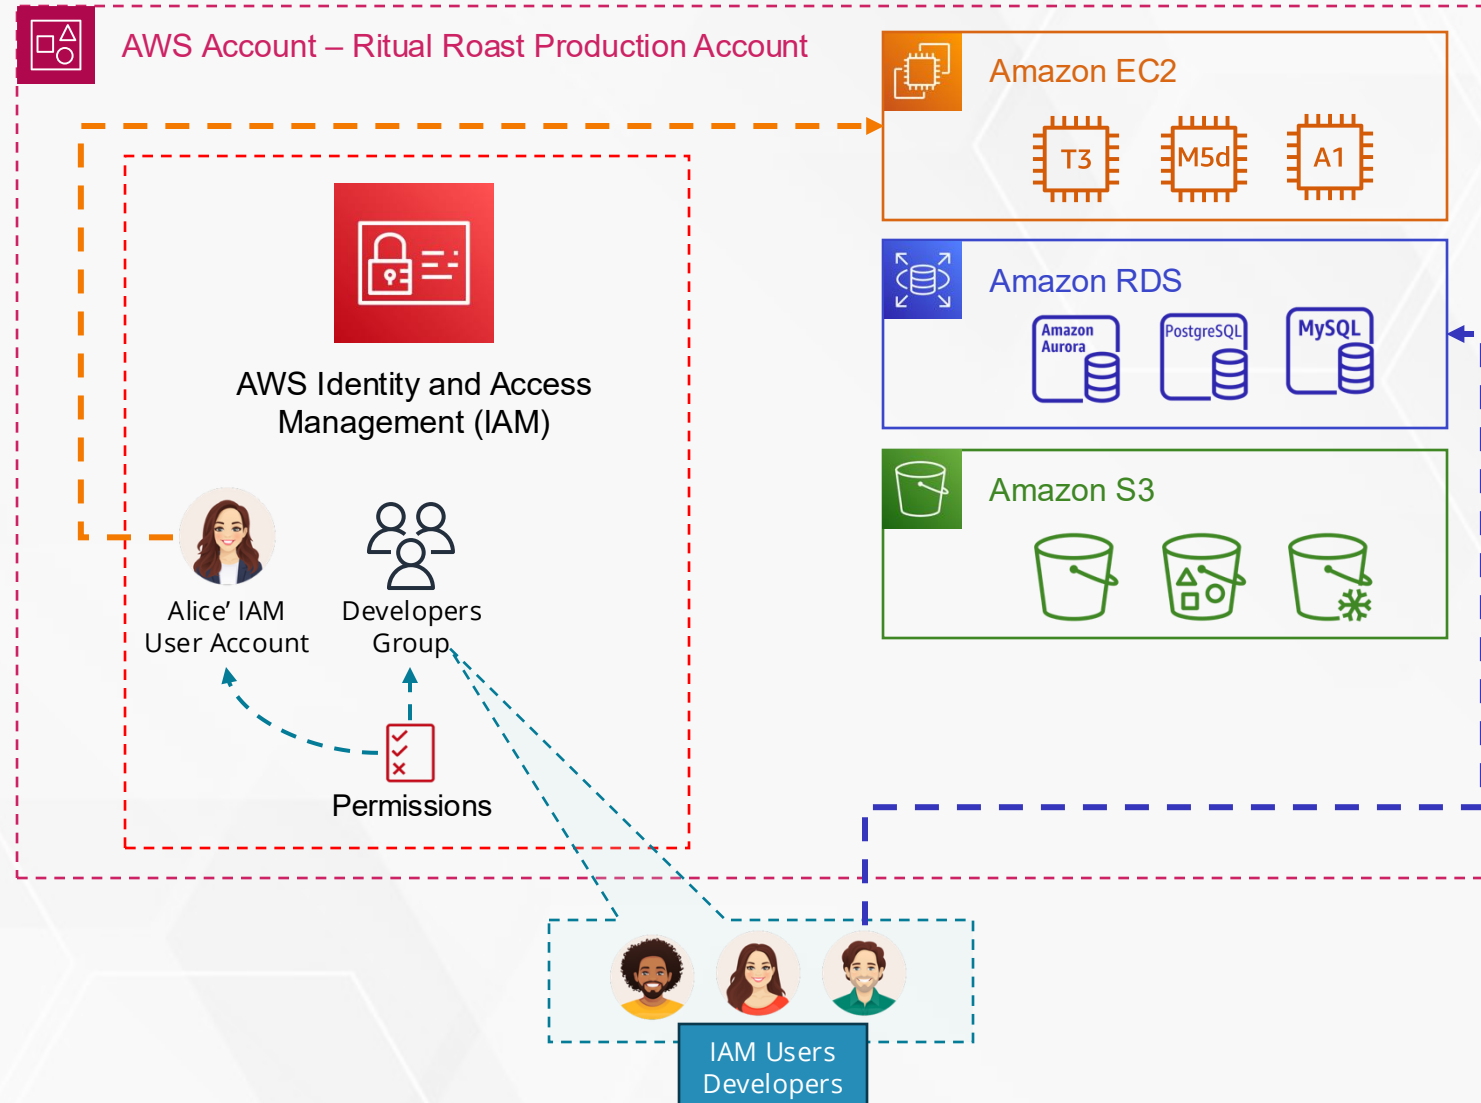 AWS Account – Ritual Roast Production Account
Amazon EC2
T3
M5d
A1
AWS Identity and Access
Management (IAM)
Amazon RDS
Amazon
Aurora
PostgreSQL
MySQL
Amazon S3
Alice’ IAM
User Account
Developers
Group
Permissions
IAM Users
Developers